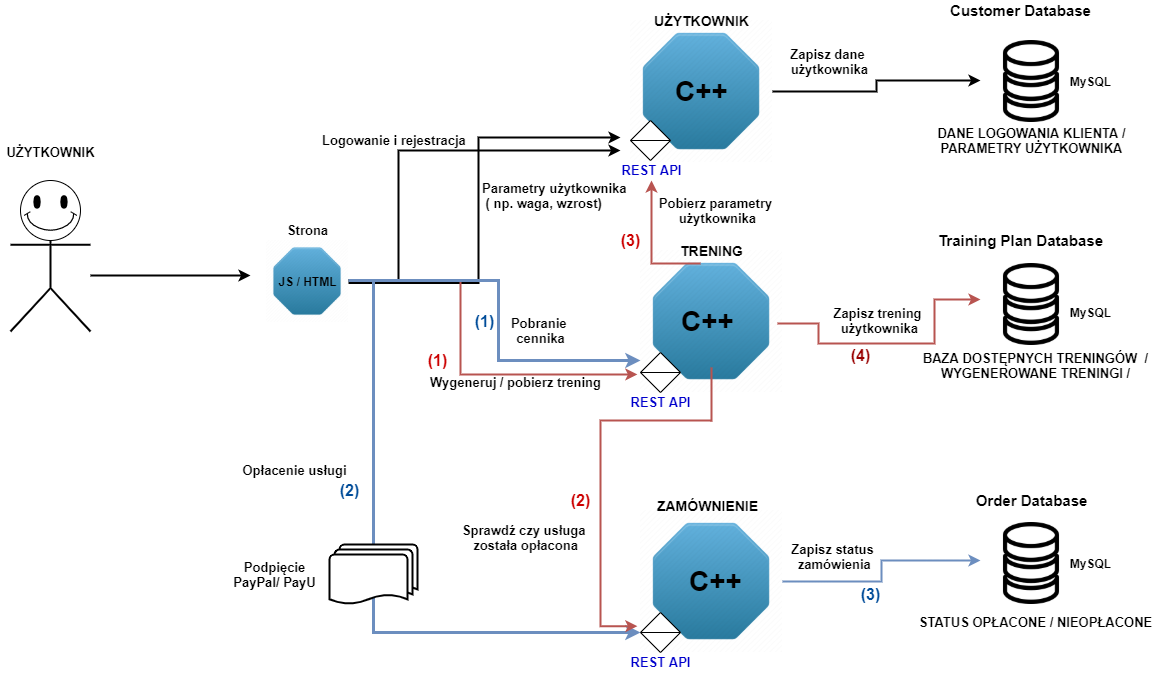 UŻYTKOWNIK
Customer Database
C++
Zapisz dane
użytkownika
MySQL
DANE LOGOWANIA KLIENTA /
PARAMETRY UŻYTKOWNIKA
Logowanie i rejestracja
REST API
UŻYTKOWNIK
Parametry użytkownika
( np. waga, wzrost)
Pobierz parametry
użytkownika
(3)
Strona
JS / HTML
TRENING
Training Plan Database
C++
Zapisz trening
użytkownika
(4)
MySQL
BAZA DOSTĘPNYCH TRENINGÓW /
WYGENEROWANE TRENINGI /
(1)
Pobranie
cennika
(1)
Wygeneruj / pobierz trening
REST API
Opłacenie usługi
(2)
(2)
Sprawdź czy usługa
została opłacona
ZAMÓWNIENIE
Order Database
C++
Zapisz status
zamówienia
(3)
MySQL
STATUS OPŁACONE / NIEOPŁACONE
Podpięcie
PayPal/ PayU
REST API